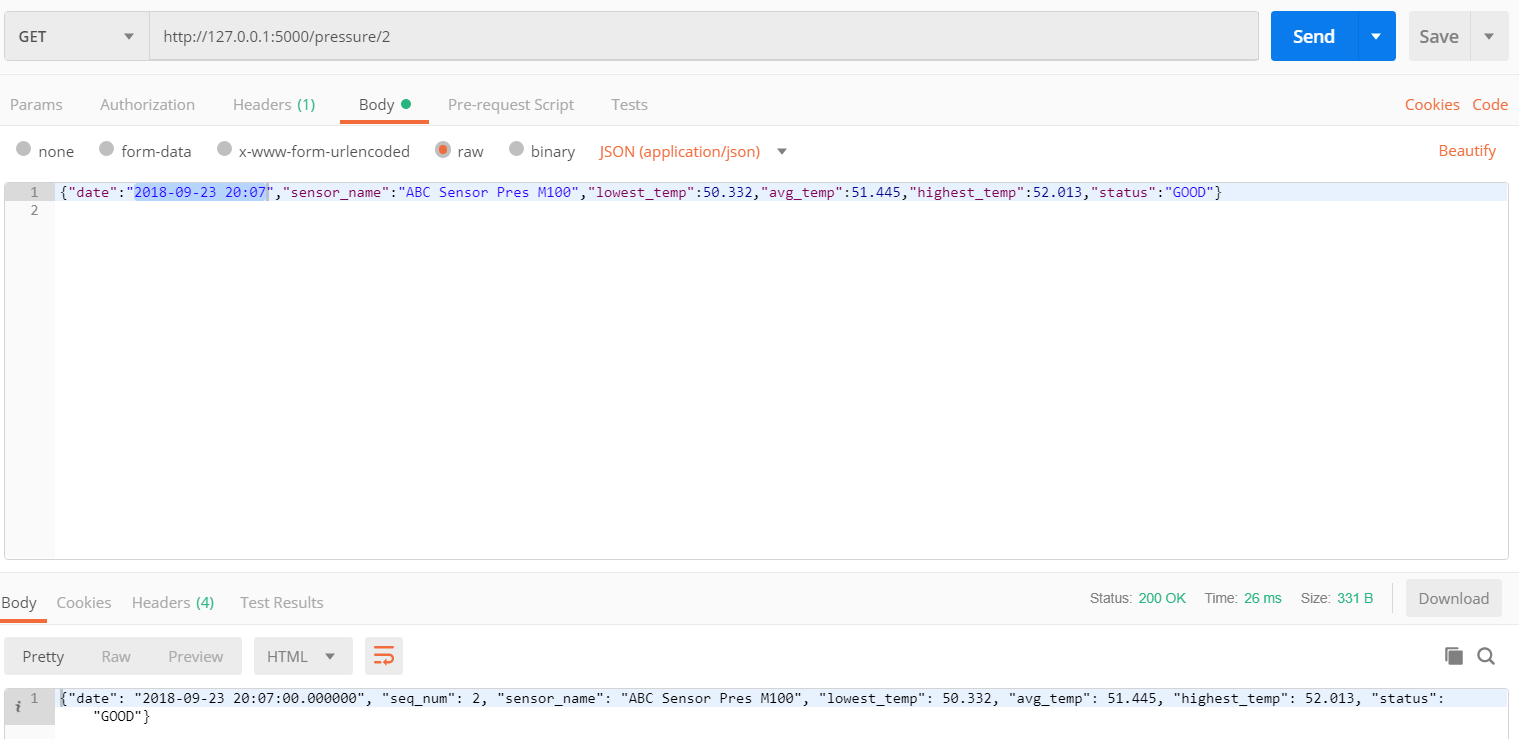 GET http://127.0.0.1:5000/pressure/2 Send Save
Params Authorization Headers (1) Body Pre-request Script Tests Cookies Code
none form-data x-www-form-urlencoded raw binary JSON (application/json) Beautify
1 {"date":"2018-09-23 20:07","sensor_name":"ABC Sensor Pres M100","lowest_temp":50.332,"avg_temp":51.445,"highest_temp":52.013,"status":"GOOD"}
2
Body Cookies Headers (4) Test Results Status: 200 OK Time: 26 ms Size: 331 B Download
Pretty Raw Preview HTML
i 1 {"date": "2018-09-23 20:07:00.000000", "seq_num": 2, "sensor_name": "ABC Sensor Pres M100", "lowest_temp": 50.332, "avg_temp": 51.445, "highest_temp": 52.013, "status":
"GOOD"}